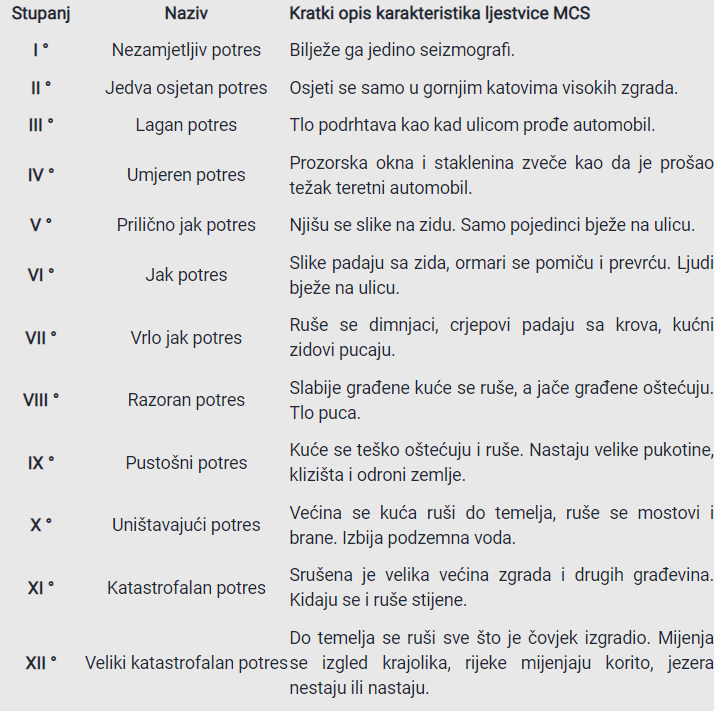 Stupanj Naziv Kratki opis karakteristika ljestvice MCS
I ° Nezamjetljiv potres Bilježe ga jedino seizmografi.
II ° Jedva osjetan potres Osjeti se samo u gornjim katovima visokih zgrada.
III ° Lagan potres Tlo podrhtava kao kad ulicom prođe automobil.
IV ° Umjeren potres Prozorska okna i staklenina zveče kao da je prošao
težak teretni automobil.
V ° Prilično jak potres Njišu se slike na zidu. Samo pojedinci bježe na ulicu.
VI ° Jak potres Slike padaju sa zida, ormari se pomiču i prevrću. Ljudi
bježe na ulicu.
VII ° Vrlo jak potres Ruše se dimnjaci, crjepovi padaju sa krova, kućni
zidovi pucaju.
VIII ° Razoran potres Slabije građene kuće se ruše, a jače građene oštećuju.
Tlo puca.
IX ° Pustošni potres Kuće se teško oštećuju i ruše. Nastaju velike pukotine,
klizišta i odroni zemlje.
X ° Uništavajući potres Većina se kuća ruši do temelja, ruše se mostovi i
brane. Izbija podzemna voda.
XI ° Katastrofalan potres Srušena je velika većina zgrada i drugih građevina.
Kidaju se i ruše stijene.
XII ° Veliki katastrofalan potres Do temelja se ruši sve što je čovjek izgradio. Mijenja
se izgled krajolika, rijeke mijenjaju korito, jezera
nestaju ili nastaju.